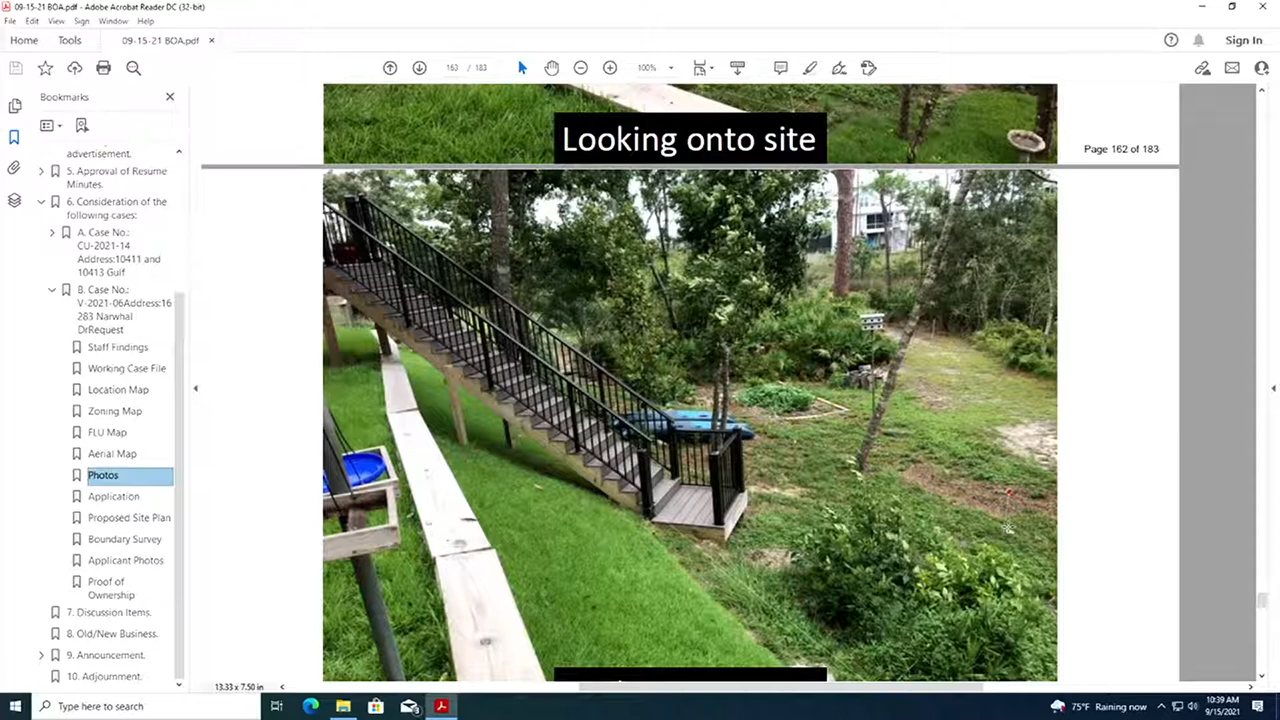 09-15-21 BOA.pdf - Adobe Acrobat Reader DC (32-bit)
File Edit View Sign Window Help
Home Tools 09-15-21 BOA.pdf × Sign In
163 / 183 100%
Bookmarks
advertisement.
5. Approval of Resume
Minutes.
6. Consideration of the
following cases:
A. Case No.:
CU-2021-14
Address:10411 and
10413 Gulf
B. Case No.:
V-2021-06Address:16
283 Narwhal
DrRequest
Staff Findings
Working Case File
Location Map
Zoning Map
FLU Map
Aerial Map
Photos
Application
Proposed Site Plan
Boundary Survey
Applicant Photos
Proof of
Ownership
7. Discussion Items.
8. Old/New Business.
9. Announcement.
10. Adjournment.
Looking onto site
Page 162 of 183
13.33 x 7.50 in
Type here to search
75°F Raining now
10:39 AM
9/15/2021